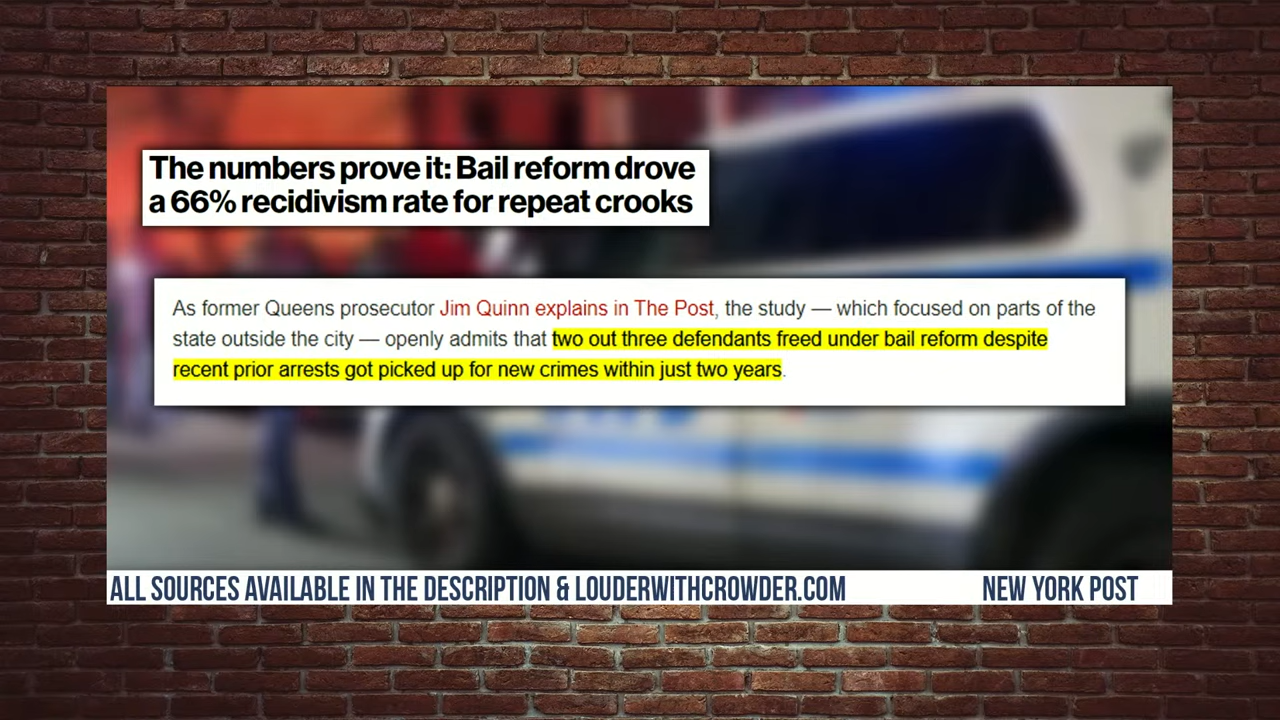 The numbers prove it: Bail reform drove
a 66% recidivism rate for repeat crooks
As former Queens prosecutor Jim Quinn explains in The Post, the study — which focused on parts of the
state outside the city — openly admits that two out three defendants freed under bail reform despite
recent prior arrests got picked up for new crimes within just two years.
ALL SOURCES AVAILABLE IN THE DESCRIPTION & LOUDERWITHCROWDER.COM
NEW YORK POST